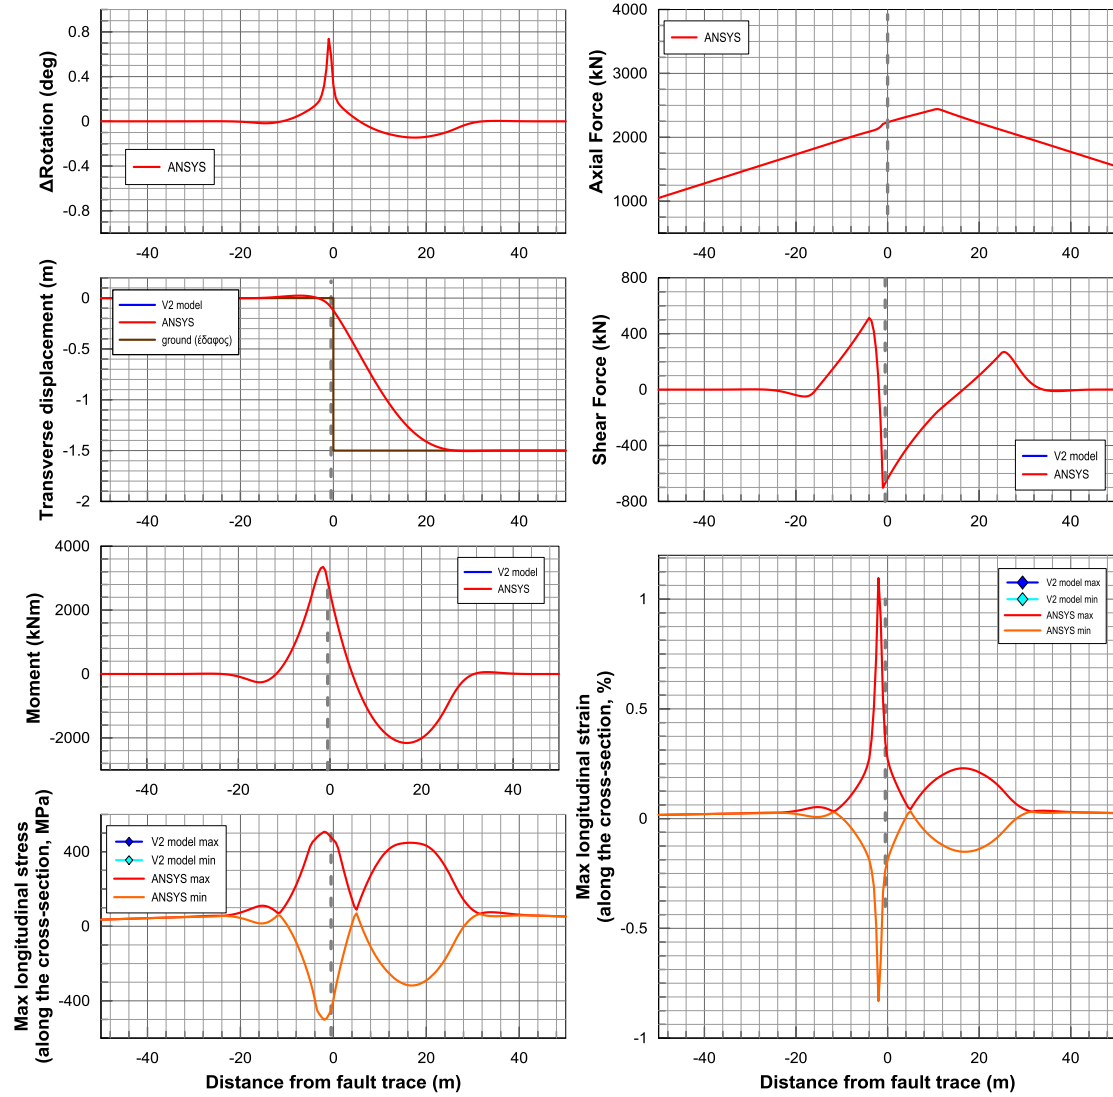 ΔRotation (deg)
0.8
0.4
0
-0.4
-0.8
ANSYS
-40
-20
0
20
40
Axial Force (kN)
4000
3000
2000
1000
ANSYS
-40
-20
0
20
40
Transverse displacement (m)
0
-0.5
-1
-1.5
-2
V2 model
ANSYS
ground (έδαφος)
-40
-20
0
20
40
Shear Force (kN)
800
400
0
-400
-800
V2 model
ANSYS
-40
-20
0
20
40
Moment (kNm)
4000
2000
0
-2000
V2 model
ANSYS
Max longitudinal stress
(along the cross-section, MPa)
400
0
-400
V2 model max
V2 model min
ANSYS max
ANSYS min
-40
-20
0
20
40
Distance from fault trace (m)
Max longitudinal strain
(along the cross-section, %)
1
0.5
0
-0.5
-1
V2 model max
V2 model min
ANSYS max
ANSYS min
-40
-20
0
20
40
Distance from fault trace (m)